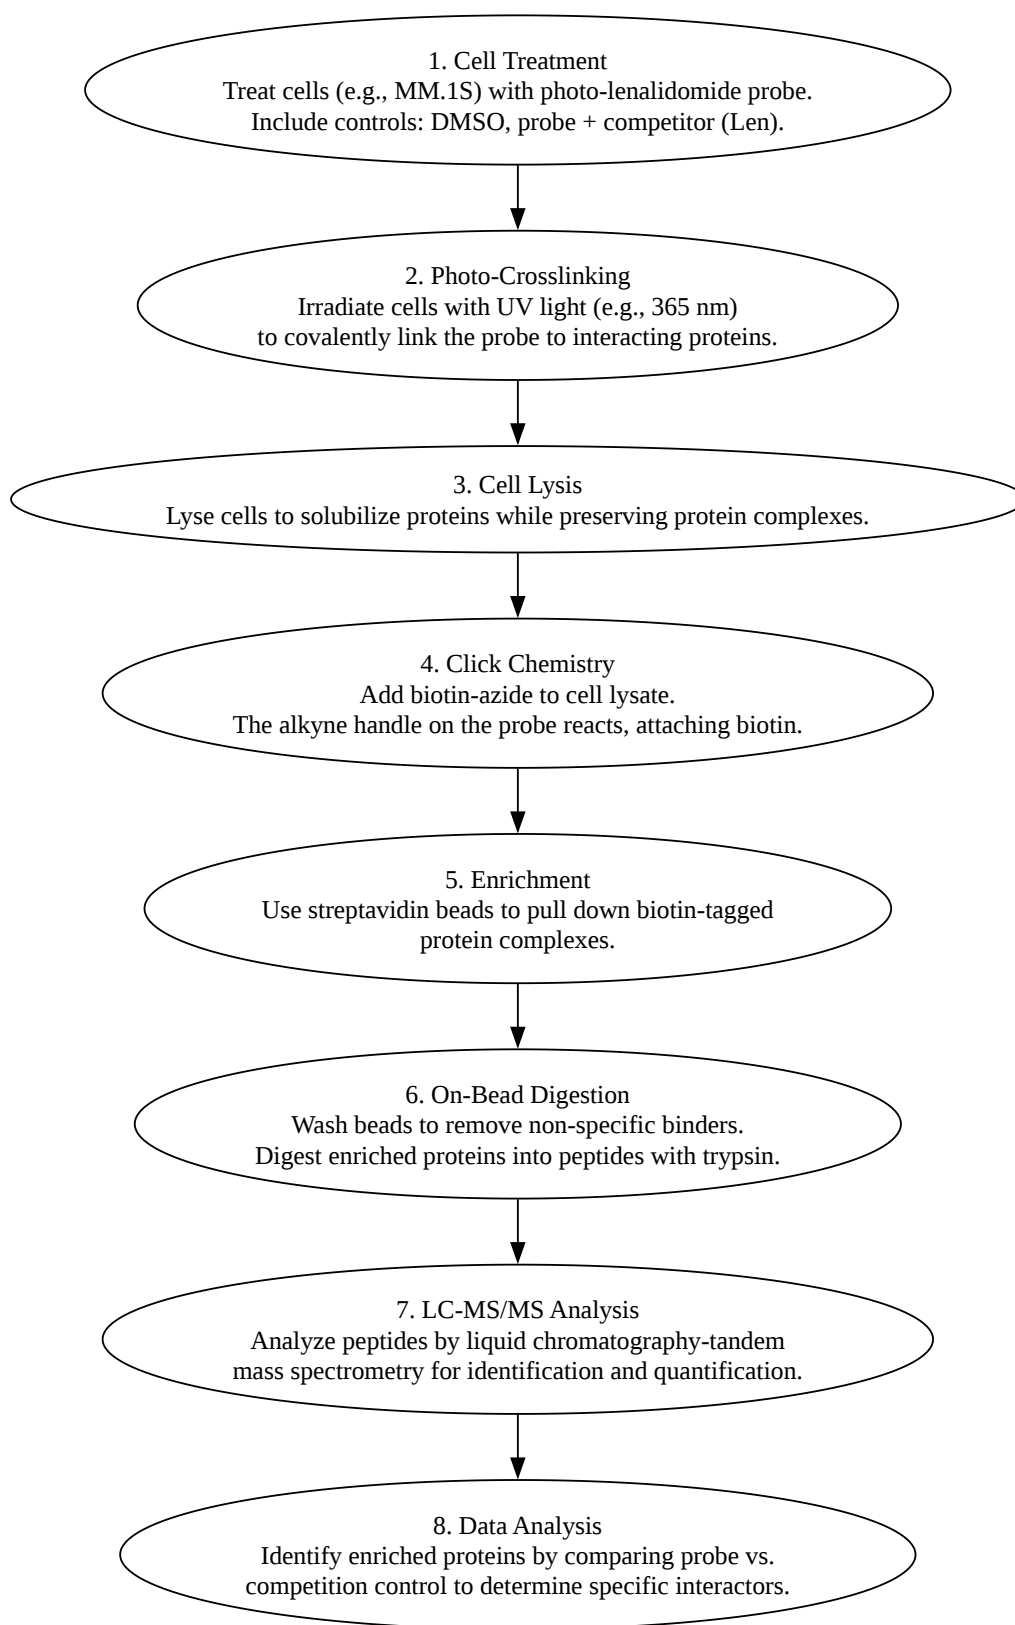 1. Cell Treatment
Treat cells (e.g., MM.1S) with photo-lenalidomide probe.
Include controls: DMSO, probe + competitor (Len).
2. Photo-Crosslinking
Irradiate cells with UV light (e.g., 365 nm)
to covalently link the probe to interacting proteins.
3. Cell Lysis
Lyse cells to solubilize proteins while preserving protein complexes.
4. Click Chemistry
Add biotin-azide to cell lysate.
The alkyne handle on the probe reacts, attaching biotin.
5. Enrichment
Use streptavidin beads to pull down biotin-tagged
protein complexes.
6. On-Bead Digestion
Wash beads to remove non-specific binders.
Digest enriched proteins into peptides with trypsin.
7. LC-MS/MS Analysis
Analyze peptides by liquid chromatography-tandem
mass spectrometry for identification and quantification.
8. Data Analysis
Identify enriched proteins by comparing probe vs.
competition control to determine specific interactors.